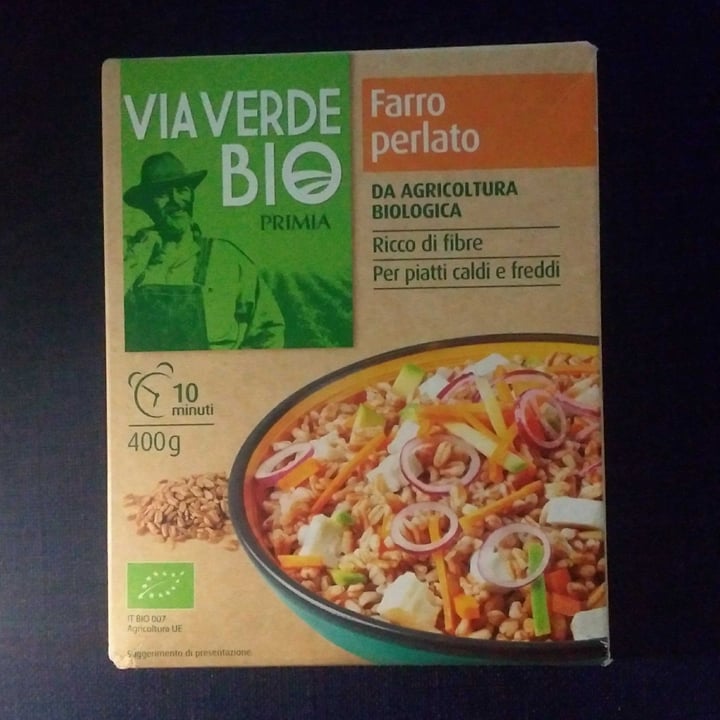 VIAVERDE
BIO
PRIMIA
Farro
perlato
DA AGRICOLTURA
BIOLOGICA
Ricco di fibre
Per piatti caldi e freddi
10
minuti
400g
IT BIO 007
Agricoltura UE
Suggerimento di presentazione